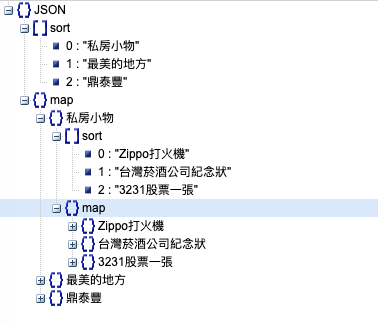 JSON
sort
0 : "私房小物"
1 : "最美的地方"
2 : "鼎泰豐"
map
私房小物
sort
0 : "Zippo打火機"
1 : "台灣菸酒公司紀念狀"
2 : "3231股票一張"
map
Zippo打火機
台灣菸酒公司紀念狀
3231股票一張
最美的地方
鼎泰豐